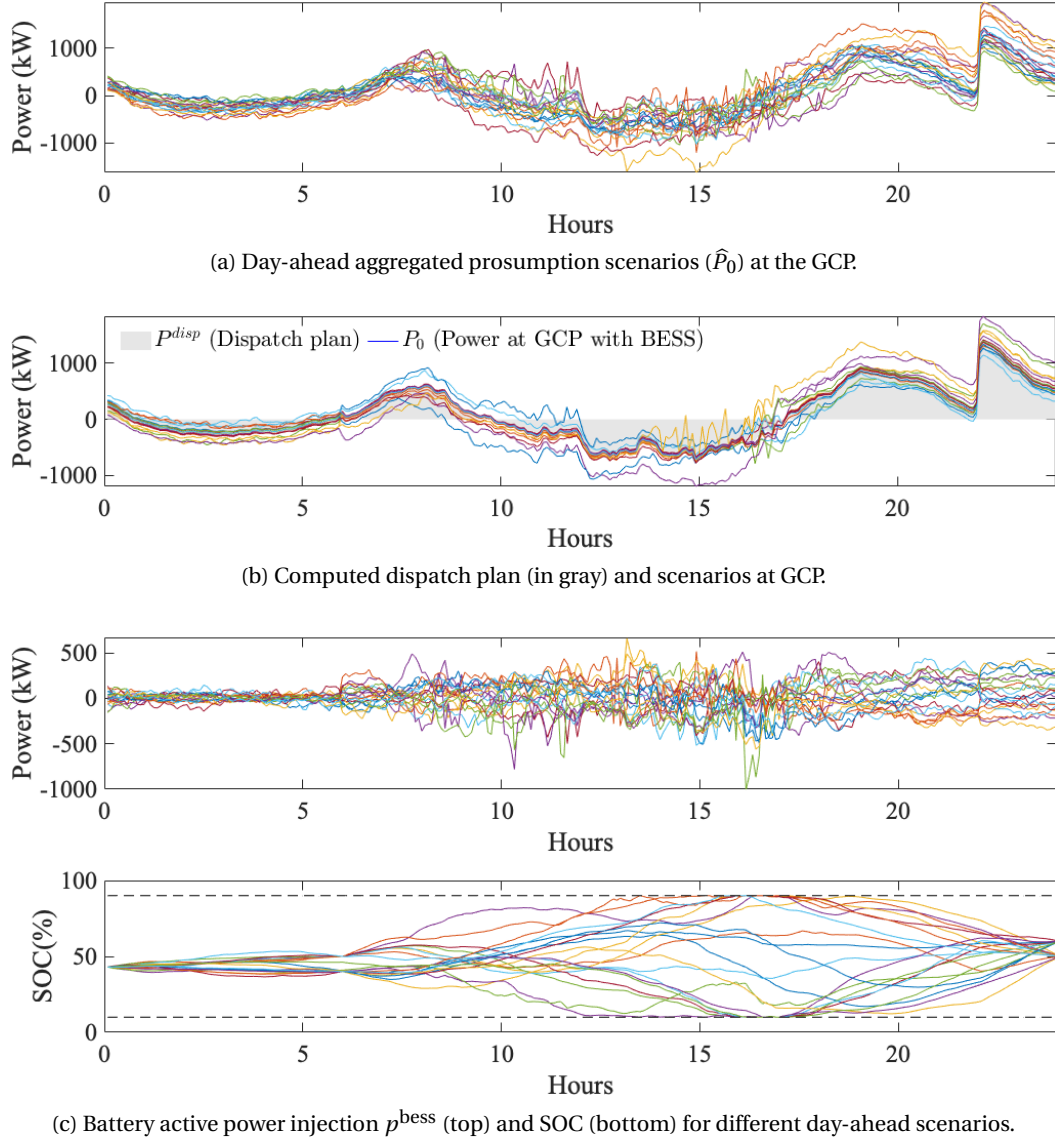 Power (kW)
1000
0
-1000
0 5 10 15 20
Hours
(a) Day-ahead aggregated prosumption scenarios (P̂₀) at the GCP.
Power (kW)
P^disp (Dispatch plan) P₀ (Power at GCP with BESS)
1000
0
-1000
0 5 10 15 20
Hours
(b) Computed dispatch plan (in gray) and scenarios at GCP.
Power (kW)
500
0
-500
-1000
0 5 10 15 20
Hours
SOC(%)
100
50
0
0 5 10 15 20
Hours
(c) Battery active power injection p^bess (top) and SOC (bottom) for different day-ahead scenarios.